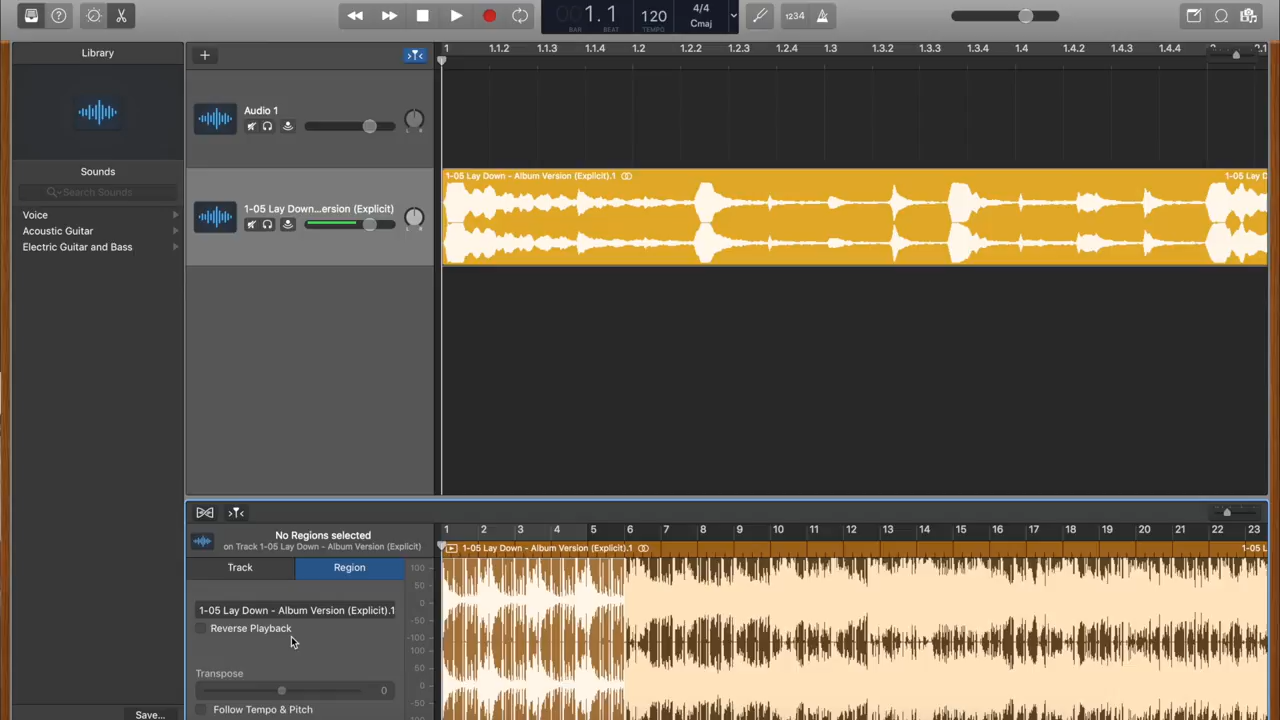 1.1
BAR BEAT
120
TEMPO
4/4
Cmaj
1234
Library
Sounds
Search Sounds
Voice
Acoustic Guitar
Electric Guitar and Bass
Save...
Audio 1
L R
1-05 Lay Down...ersion (Explicit)
L R
1 1.1.2 1.1.3 1.1.4 1.2 1.2.2 1.2.3 1.2.4 1.3 1.3.2 1.3.3 1.3.4 1.4 1.4.2 1.4.3 1.4.4
1-05 Lay Down - Album Version (Explicit).1
1-05 Lay D
No Regions selected
on Track 1-05 Lay Down - Album Version (Explicit)
Track Region
1-05 Lay Down - Album Version (Explicit).1
Reverse Playback
Transpose
0
Follow Tempo & Pitch
1 2 3 4 5 6 7 8 9 10 11 12 13 14 15 16 17 18 19 20 21 22 23
1-05 Lay Down - Album Version (Explicit).1
1-05 L
100
50
0
-50
-100
100
50
0
-50